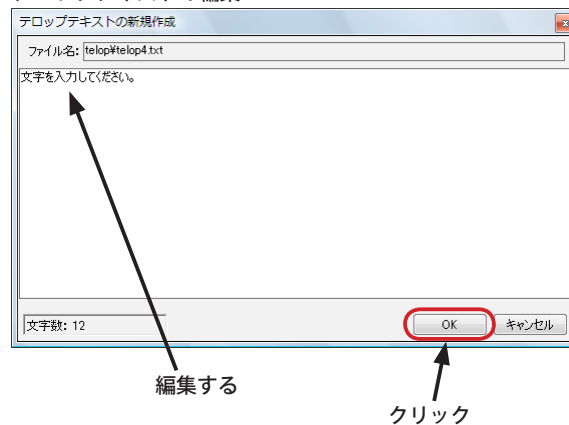 テロップテキストの新規作成
ファイル名: telop¥telop4.txt
文字を入力してください。
文字数: 12
OK
キャンセル
編集する
クリック